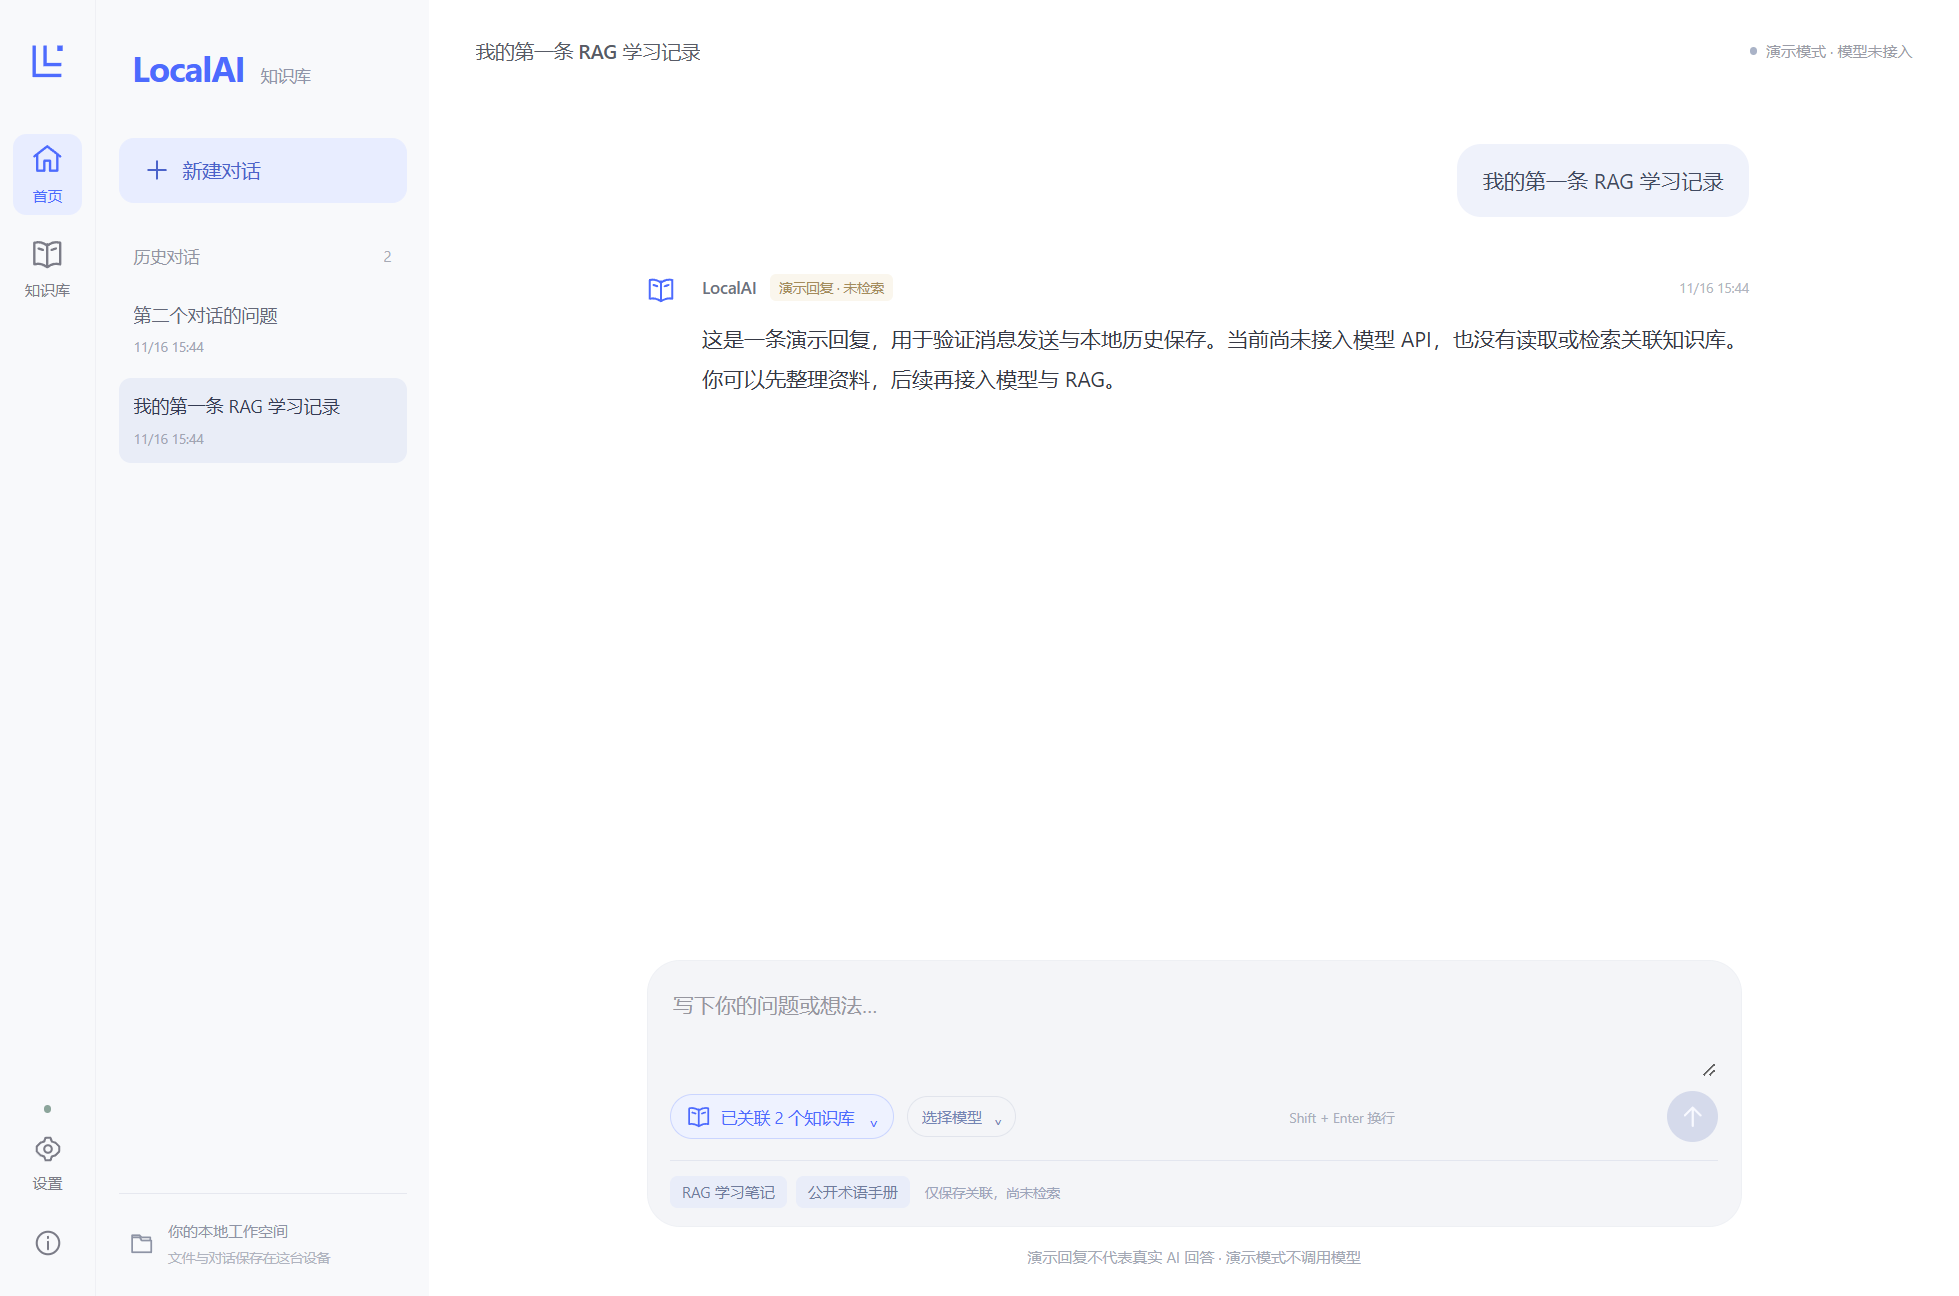 首页
知识库
设置
LocalAI 知识库
新建对话
历史对话 2
第二个对话的问题
11/16 15:44
我的第一条 RAG 学习记录
11/16 15:44
你的本地工作空间
文件与对话保存在这台设备
我的第一条 RAG 学习记录
演示模式 · 模型未接入
我的第一条 RAG 学习记录
LocalAI 演示回复 · 未检索 11/16 15:44
这是一条演示回复，用于验证消息发送与本地历史保存。当前尚未接入模型 API，也没有读取或检索关联知识库。
你可以先整理资料，后续再接入模型与 RAG。
写下你的问题或想法...
已关联 2 个知识库 选择模型 Shift + Enter 换行
RAG 学习笔记 公开术语手册 仅保存关联，尚未检索
演示回复不代表真实 AI 回答 · 演示模式不调用模型